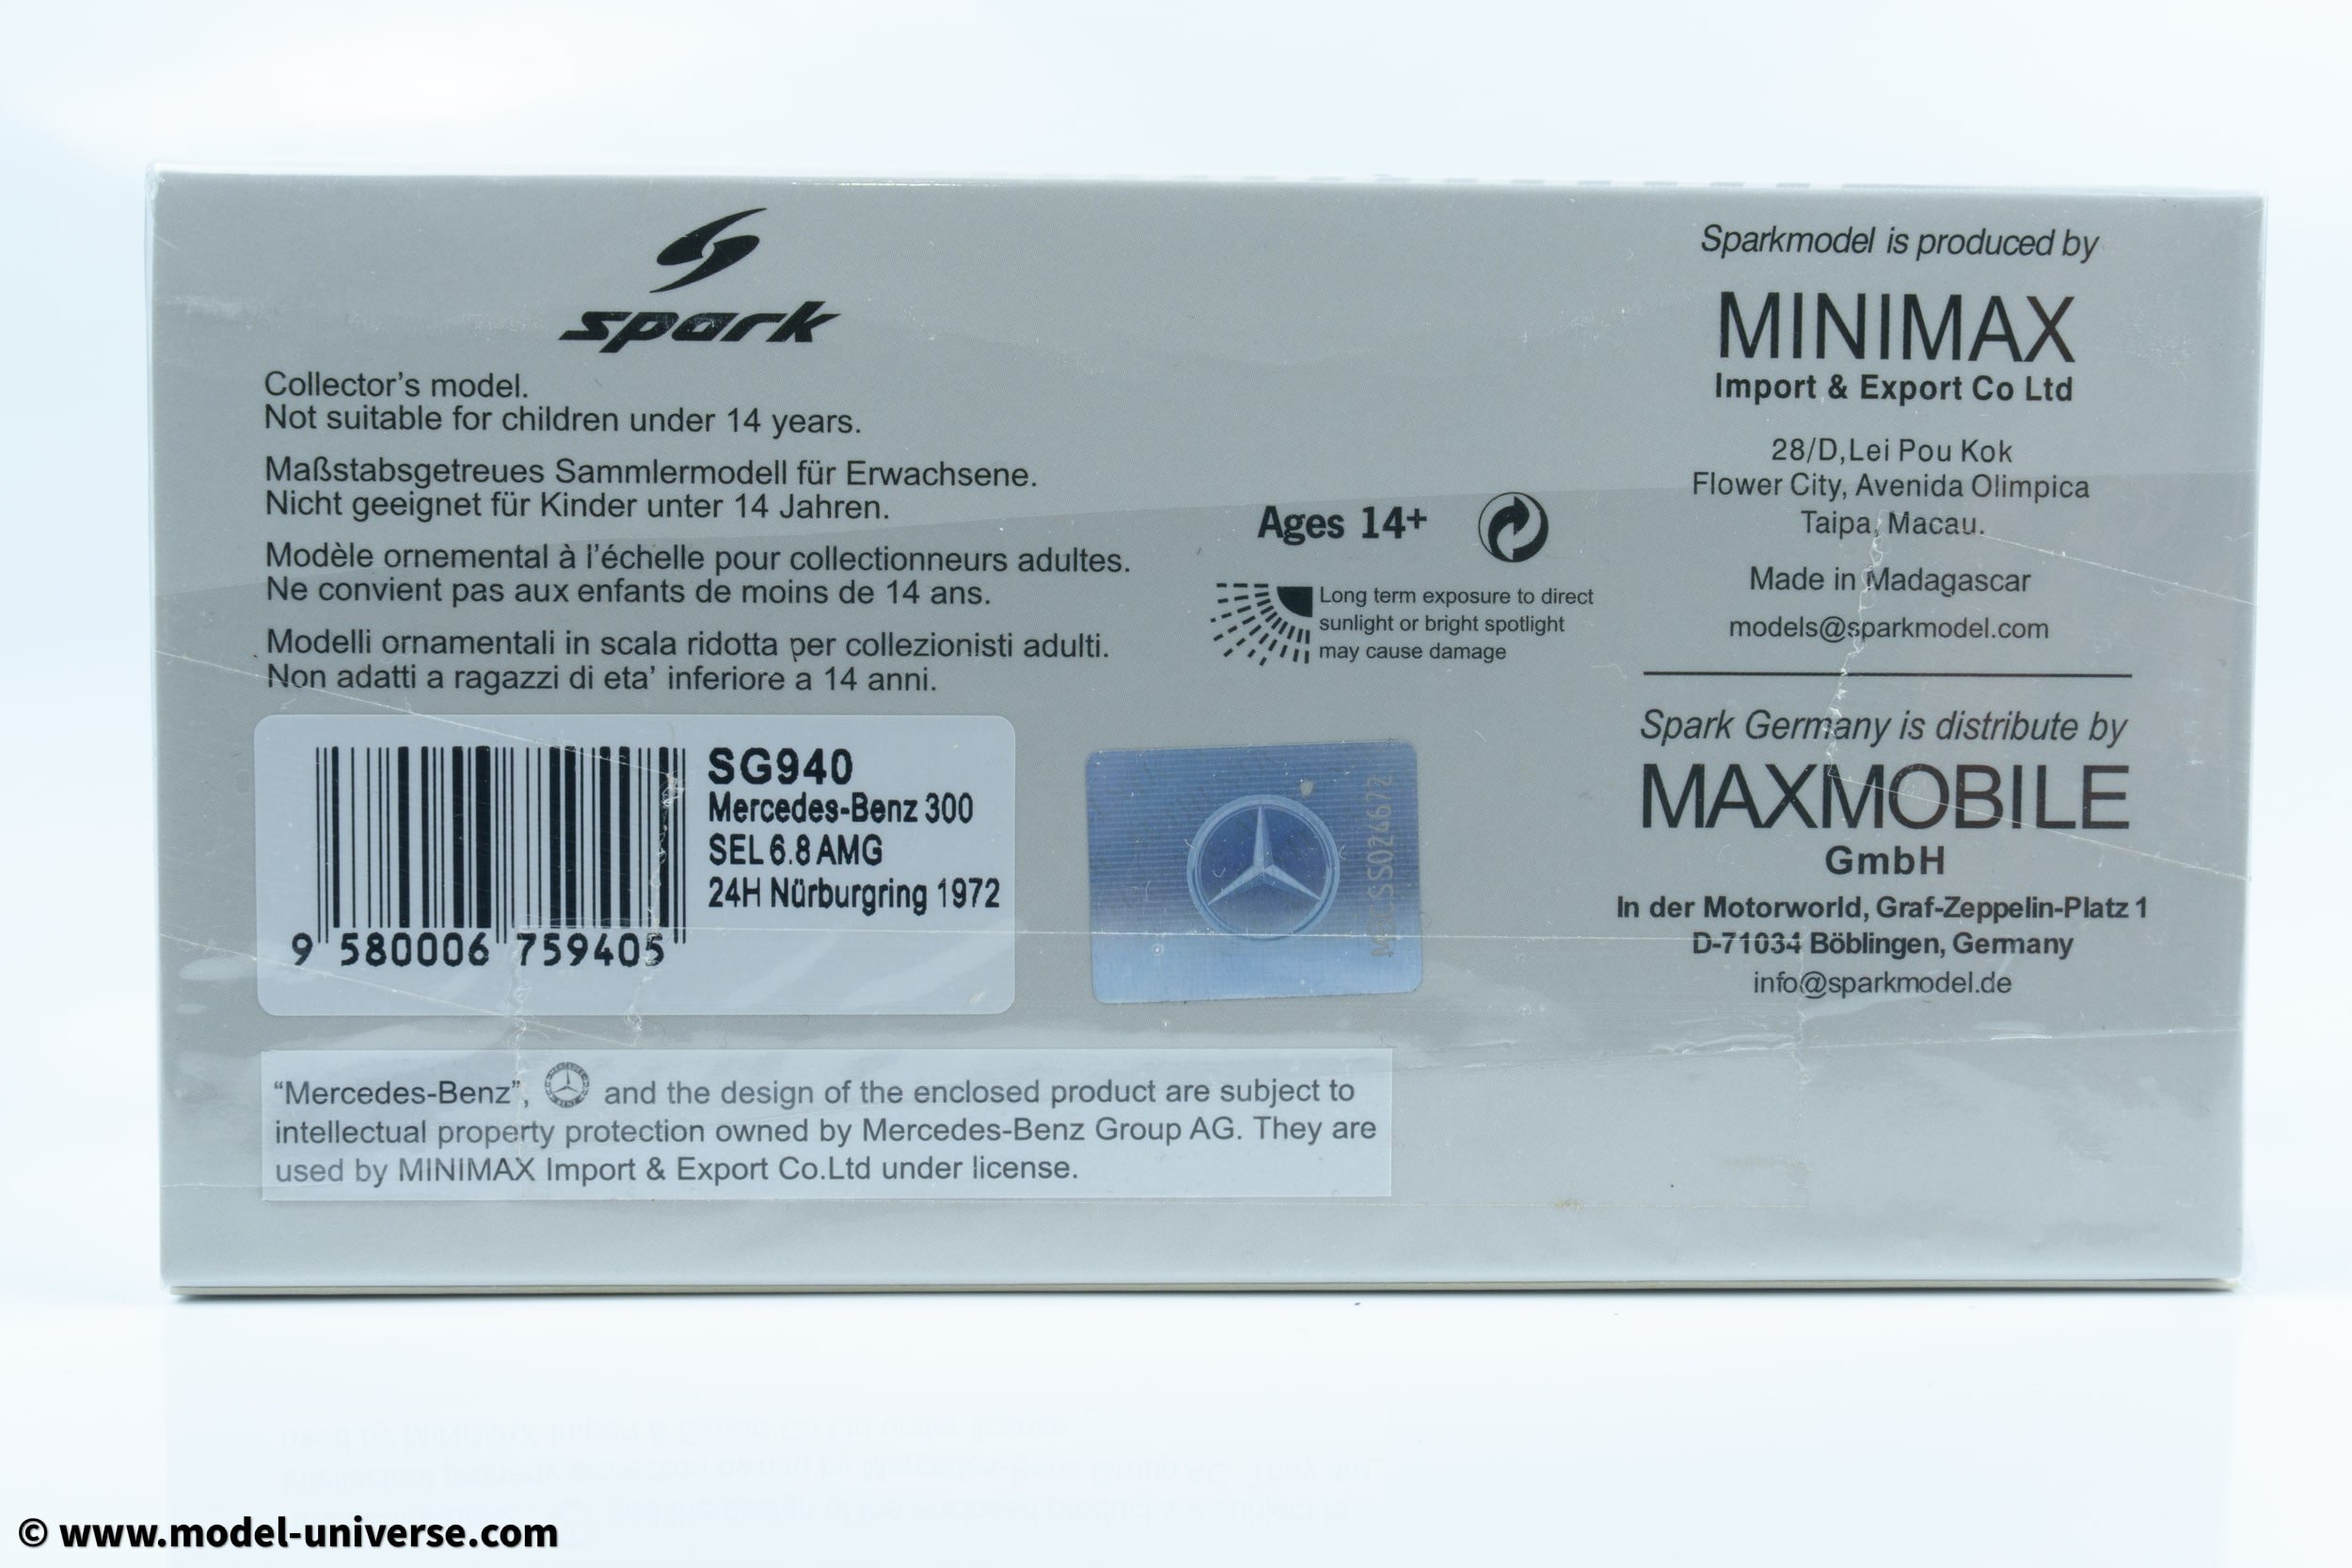 spark
Collector’s model.
Not suitable for children under 14 years.
Maßstabsgetreues Sammlermodell für Erwachsene.
Nicht geeignet für Kinder unter 14 Jahren.
Modèle ornemental à l’échelle pour collectionneurs adultes.
Ne convient pas aux enfants de moins de 14 ans.
Modelli ornamentali in scala ridotta per collezionisti adulti.
Non adatti a ragazzi di eta’ inferiore a 14 anni.
SG940
Mercedes-Benz 300
SEL 6.8 AMG
24H Nürburgring 1972
9 580006 759405
“Mercedes-Benz”, and the design of the enclosed product are subject to
intellectual property protection owned by Mercedes-Benz Group AG. They are
used by MINIMAX Import & Export Co.Ltd under license.
Ages 14+
Long term exposure to direct
sunlight or bright spotlight
may cause damage
Sparkmodel is produced by
MINIMAX
Import & Export Co Ltd
28/D,Lei Pou Kok
Flower City, Avenida Olimpica
Taipa, Macau.
Made in Madagascar
models@sparkmodel.com
Spark Germany is distribute by
MAXMOBILE
GmbH
In der Motorworld, Graf-Zeppelin-Platz 1
D-71034 Böblingen, Germany
info@sparkmodel.de
© www.model-universe.com